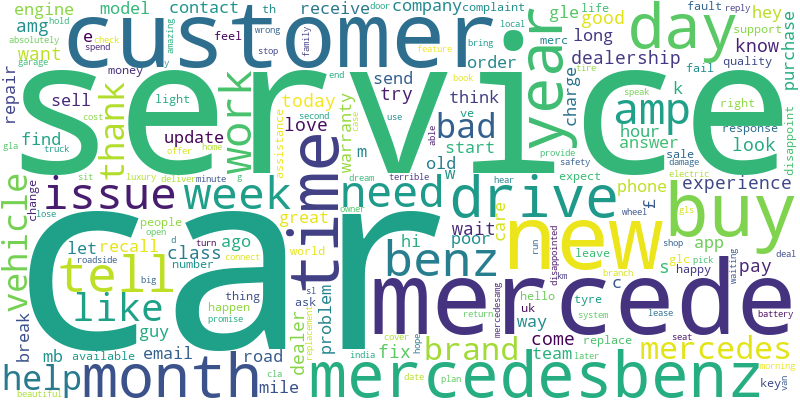 engine
model
contact
th
receive
company
complaint
gle
life
hey
fault
reply
door
hold
amg
want
e
customer
day
good
long
dealership
know
support
quality
purchase
service
car
year
amp
work
thank
repair
sell
light
update
find
today
love
send
try
think
order
bad
start
charge
fail
hour
answer
look
response
right
disappoint
issue
week
time
need
drive
buy
new
benz
mercede
mercedesbenz
mercedes
brand
month
help
vehicle
tell
like
warranty
assistance
care
phone
experience
app
pay
wait
poor
hi
old
expect
leave
class
recall
ago
great
world
people
number
guy
mb
available
email
road
mile
dealer
problem
replacement
fix
team
come
way
replace
tyre
uk
hello
happy
glc
gls
key
van
battery
waiting
disappointed
mercedesamg
beautiful
morning
later
plan
date
india
cla
promise
happen
thing
ask
sl
connect
turn
big
open
roadside
break
change
lose
let
sit
luxury
deliver
minute
truck
gla
cost
offer
home
money
spend
check
garage
absolutely
amazing
feel
stop
wrong
family
local
bring
feature
merc
end
book
tire
speak
provide
safety
damage
electric
sale
shop
deal
pick
run
wheel
hear
terrible
dream
owner
case
second
use
ve
able
cover
hope
return
system
branch
lease
seat
km
£
k
m
w
s
c
d
g